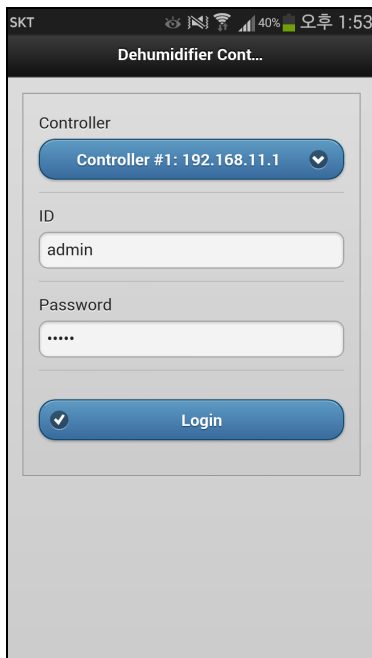 SKT 40% 오후 1:53
Dehumidifier Cont...
Controller
Controller #1: 192.168.11.1
ID
admin
Password
•••••
Login